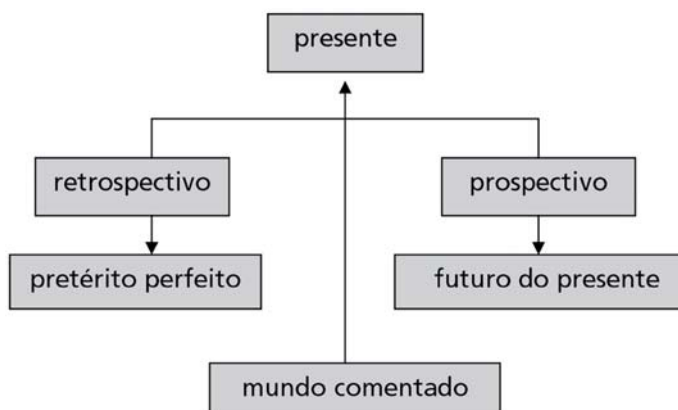 presente
retrospectivo
prospectivo
pretérito perfeito
futuro do presente
mundo comentado